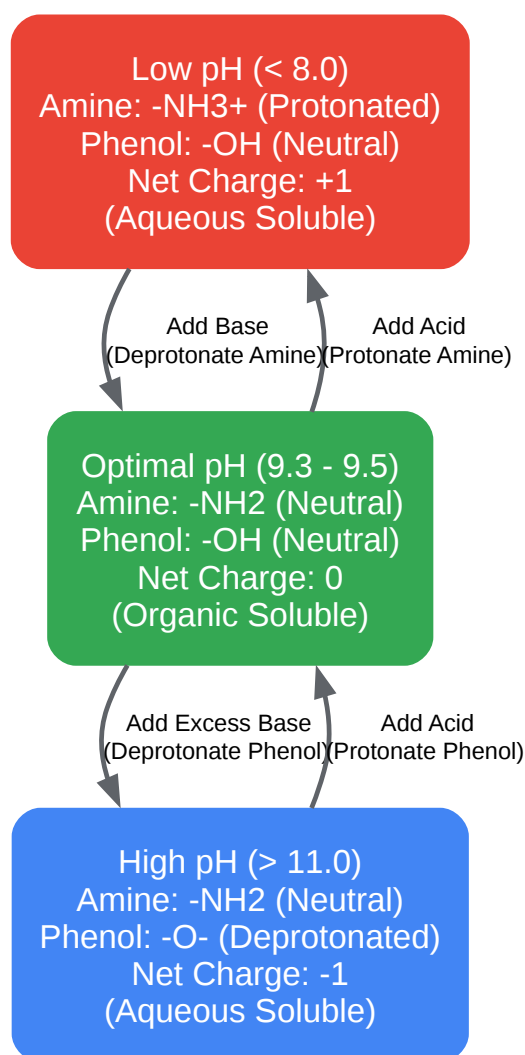 Low pH (< 8.0)
Amine: -NH3+ (Protonated)
Phenol: -OH (Neutral)
Net Charge: +1
(Aqueous Soluble)
Add Base
(Deprotonate Amine)
Add Acid
(Protonate Amine)
Optimal pH (9.3 - 9.5)
Amine: -NH2 (Neutral)
Phenol: -OH (Neutral)
Net Charge: 0
(Organic Soluble)
Add Excess Base
(Deprotonate Phenol)
Add Acid
(Protonate Phenol)
High pH (> 11.0)
Amine: -NH2 (Neutral)
Phenol: -O- (Deprotonated)
Net Charge: -1
(Aqueous Soluble)